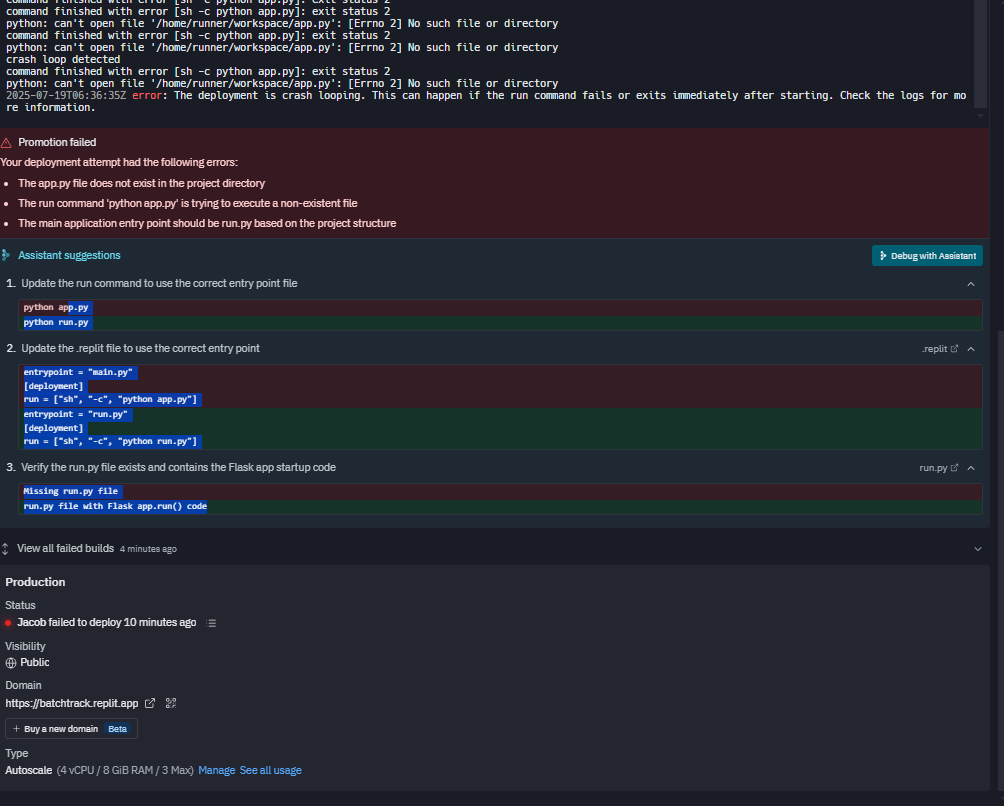 command finished with error [sh -c python app.py]: exit status 2
command finished with error [sh -c python app.py]: exit status 2
python: can't open file '/home/runner/workspace/app.py': [Errno 2] No such file or directory
command finished with error [sh -c python app.py]: exit status 2
python: can't open file '/home/runner/workspace/app.py': [Errno 2] No such file or directory
crash loop detected
command finished with error [sh -c python app.py]: exit status 2
python: can't open file '/home/runner/workspace/app.py': [Errno 2] No such file or directory
2025-07-19T06:36:35Z error: The deployment is crash looping. This can happen if the run command fails or exits immediately after starting. Check the logs for mo
re information.
Promotion failed
Your deployment attempt had the following errors:
• The app.py file does not exist in the project directory
• The run command 'python app.py' is trying to execute a non-existent file
• The main application entry point should be run.py based on the project structure
Assistant suggestions Debug with Assistant
1. Update the run command to use the correct entry point file
python app.py
python run.py
2. Update the .replit file to use the correct entry point .replit
entrypoint = "main.py"
[deployment]
run = ["sh", "-c", "python app.py"]
entrypoint = "run.py"
[deployment]
run = ["sh", "-c", "python run.py"]
3. Verify the run.py file exists and contains the Flask app startup code run.py
Missing run.py file
run.py file with Flask app.run() code
View all failed builds 4 minutes ago
Production
Status
Jacob failed to deploy 10 minutes ago
Visibility
Public
Domain
https://batchtrack.replit.app
+ Buy a new domain Beta
Type
Autoscale (4 vCPU / 8 GiB RAM / 3 Max) Manage See all usage